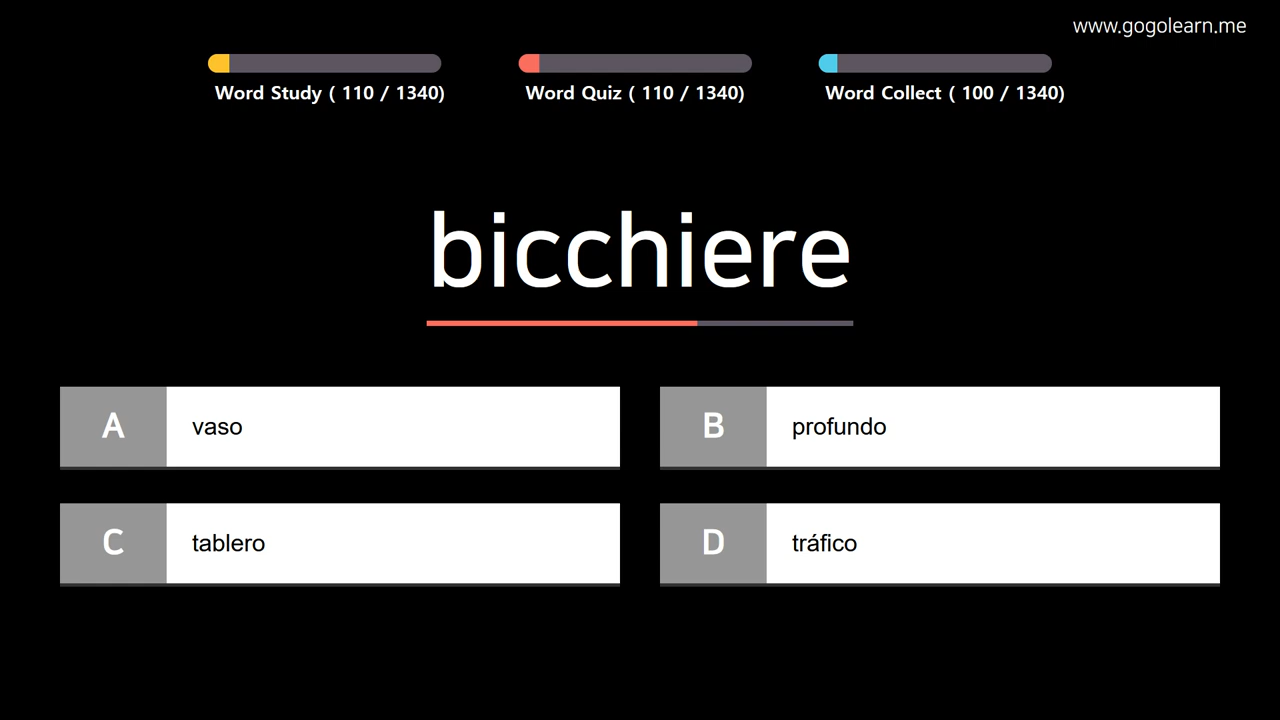 www.gogolearn.me
Word Study ( 110 / 1340)
Word Quiz ( 110 / 1340)
Word Collect ( 100 / 1340)
bicchiere
A vaso
B profundo
C tablero
D tráfico